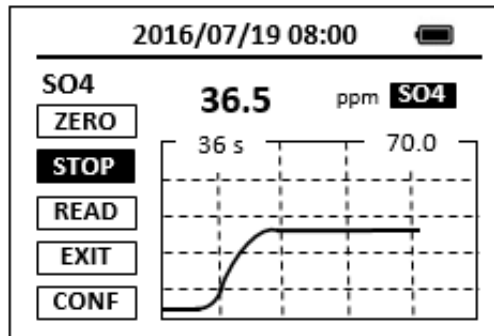 2016/07/19 08:00
SO4
36.5 ppm SO4
ZERO
36 s 70.0
STOP
READ
EXIT
CONF